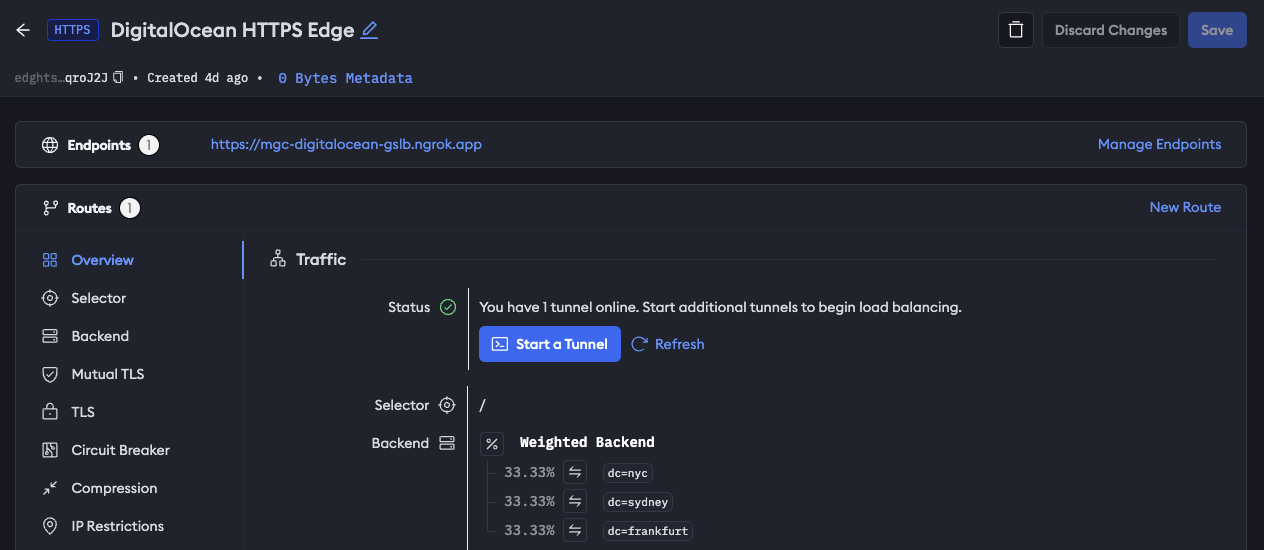 HTTPS DigitalOcean HTTPS Edge Discard Changes Save
edghts…qroJ2J • Created 4d ago • 0 Bytes Metadata
Endpoints 1 https://mgc-digitalocean-gslb.ngrok.app Manage Endpoints
Routes 1 New Route
Overview
Selector
Backend
Mutual TLS
TLS
Circuit Breaker
Compression
IP Restrictions
Traffic
Status You have 1 tunnel online. Start additional tunnels to begin load balancing.
Start a Tunnel Refresh
Selector /
Backend % Weighted Backend
33.33% dc=nyc
33.33% dc=sydney
33.33% dc=frankfurt